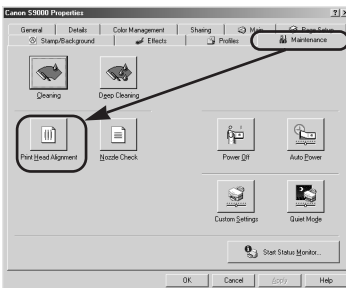 Canon S9000 Properties
General Details Color Management Sharing Main Page Setup
Stamp/Background Effects Profiles Maintenance
Cleaning Deep Cleaning
Print Head Alignment Nozzle Check Power Off Auto Power
Custom Settings Quiet Mode
Start Status Monitor...
OK Cancel Apply Help